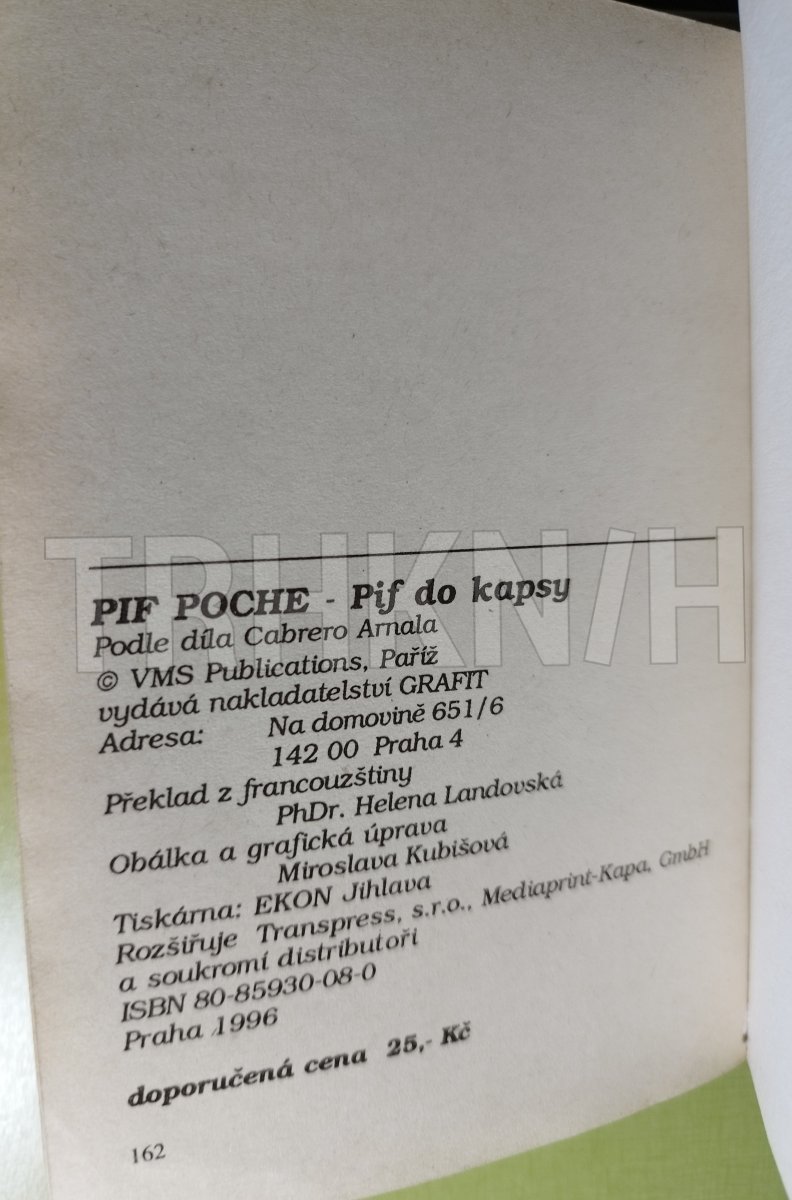 TRHKN/H
PIF POCHE - Pif do kapsy
Podle díla Cabrero Arnala
© VMS Publications, Paříž
vydává nakladatelství GRAFIT
Adresa: Na domovině 651/6
142 00 Praha 4
Překlad z francouzštiny
PhDr. Helena Landovská
Obálka a grafická úprava
Miroslava Kubišová
Tiskárna: EKON Jihlava
Rozšiřuje Transpress, s.r.o., Mediaprint-Kapa, GmbH
a soukromí distributoři
ISBN 80-85930-08-0
Praha 1996
doporučená cena 25,- Kč
162